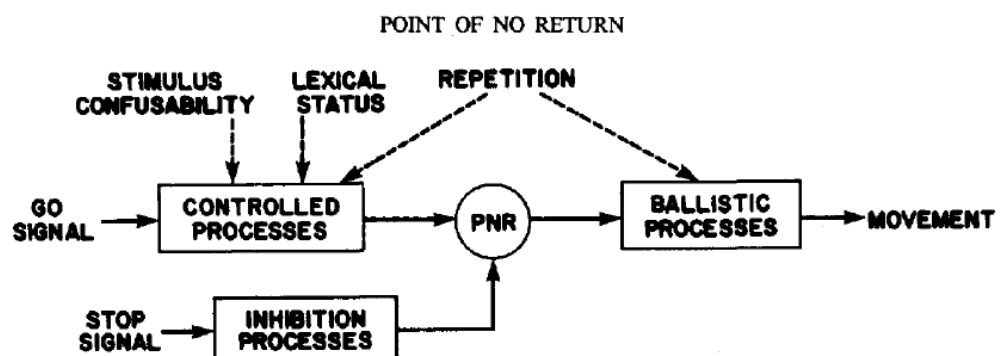 POINT OF NO RETURN
STIMULUS
CONFUSABILITY
LEXICAL
STATUS
REPETITION
GO
SIGNAL
CONTROLLED
PROCESSES
PNR
BALLISTIC
PROCESSES
MOVEMENT
STOP
SIGNAL
INHIBITION
PROCESSES